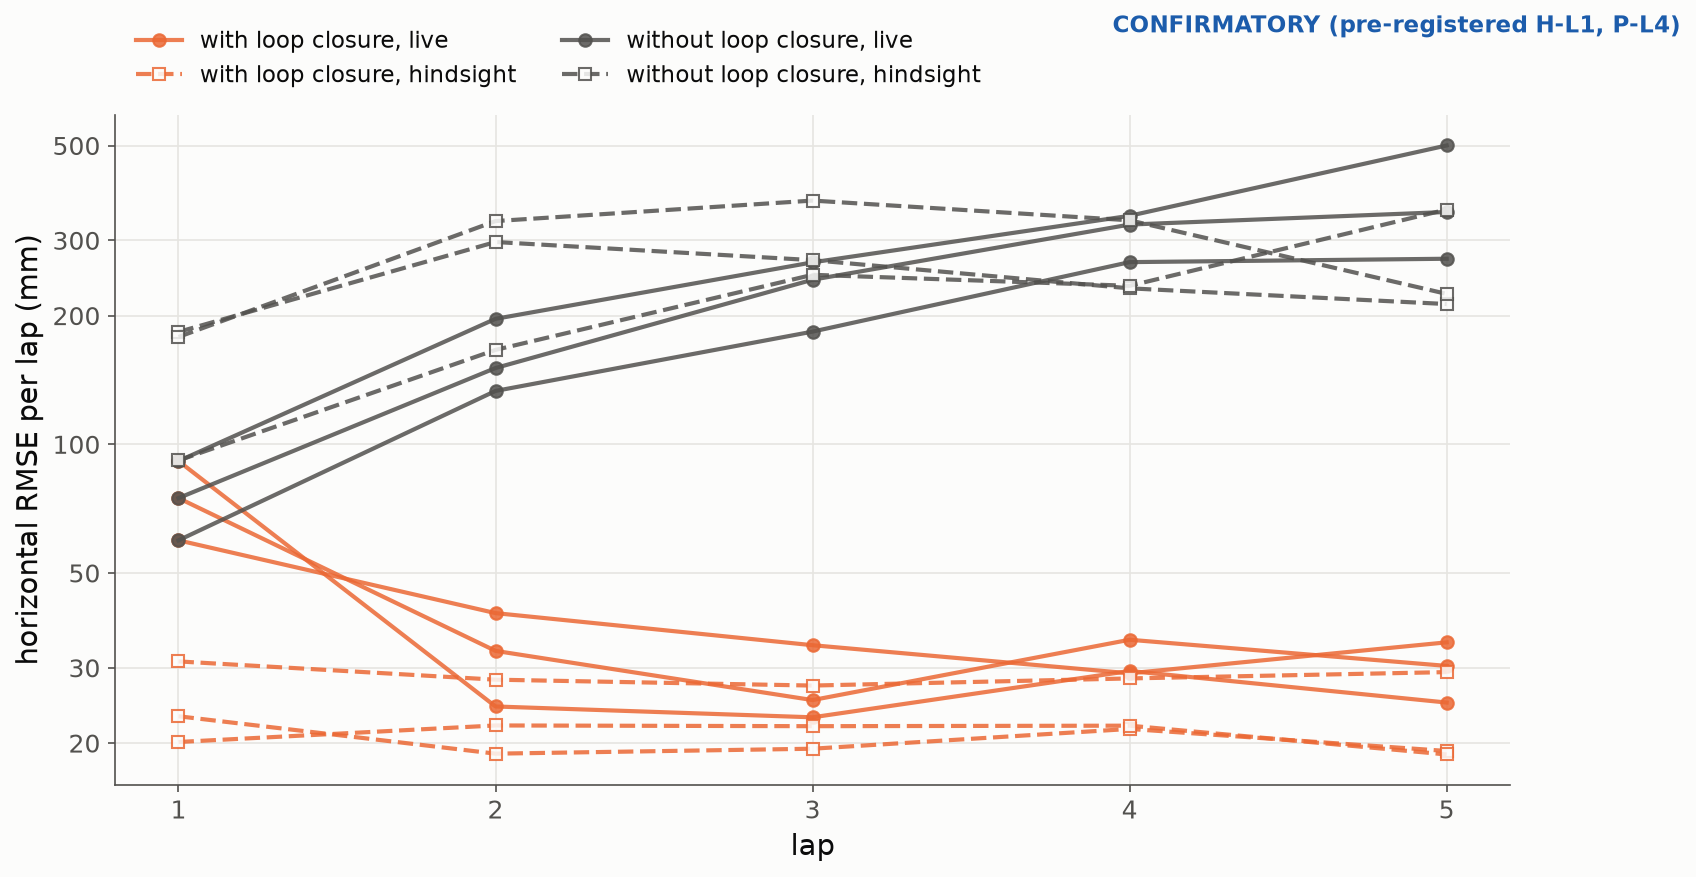 CONFIRMATORY (pre-registered H-L1, P-L4)
with loop closure, live
with loop closure, hindsight
without loop closure, live
without loop closure, hindsight
horizontal RMSE per lap (mm)
500
300
200
100
50
30
20
1
2
3
4
5
lap